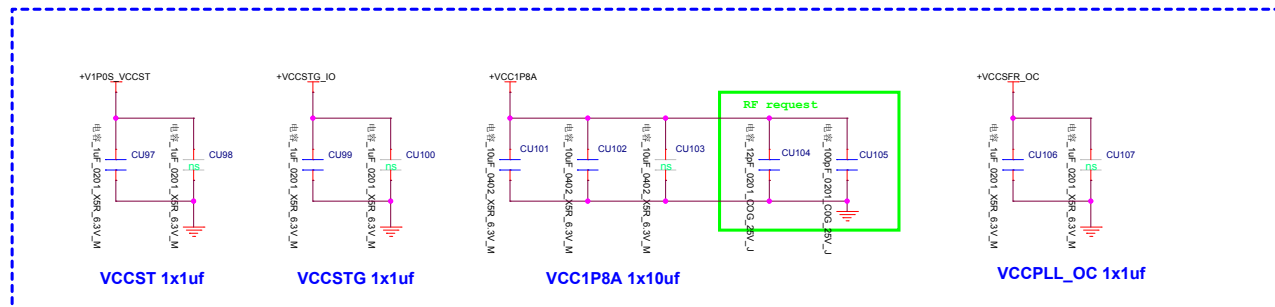 +V1P0S_VCCST
+VCCSTG_IO
+VCC1P8A
+VCCSFR_OC
RF request
电容_1uF_0201_X5R_6.3V_M
CU97
电容_1uF_0201_X5R_6.3V_M
CU98
ns
电容_1uF_0201_X5R_6.3V_M
CU99
电容_1uF_0201_X5R_6.3V_M
CU100
ns
电容_10uF_0402_X5R_6.3V_M
CU101
电容_10uF_0402_X5R_6.3V_M
CU102
电容_10uF_0402_X5R_6.3V_M
CU103
ns
电容_12pF_0201_COG_25V_J
CU104
电容_100pF_0201_C0G_25V_J
CU105
电容_1uF_0201_X5R_6.3V_M
CU106
电容_1uF_0201_X5R_6.3V_M
CU107
ns
VCCST 1x1uf
VCCSTG 1x1uf
VCC1P8A 1x10uf
VCCPLL_OC 1x1uf